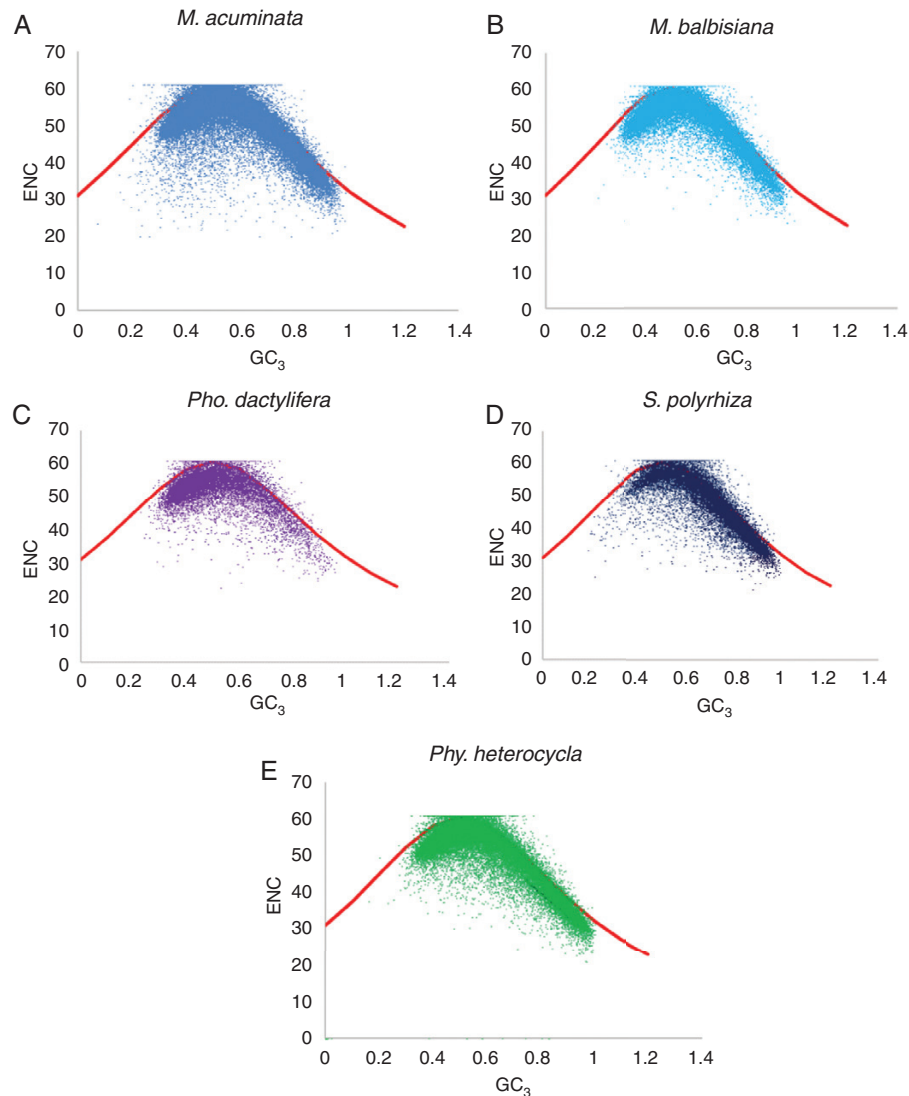 A
M. acuminata
70
60
50
40
30
20
10
0
ENC
0 0.2 0.4 0.6 0.8 1 1.2 1.4
GC3
B
M. balbisiana
70
60
50
40
30
20
10
0
ENC
0 0.2 0.4 0.6 0.8 1 1.2 1.4
GC3
C
Pho. dactylifera
70
60
50
40
30
20
10
0
ENC
0 0.2 0.4 0.6 0.8 1 1.2 1.4
GC3
D
S. polyrhiza
70
60
50
40
30
20
10
0
ENC
0 0.2 0.4 0.6 0.8 1 1.2 1.4
GC3
E
Phy. heterocycla
70
60
50
40
30
20
10
0
ENC
0 0.2 0.4 0.6 0.8 1 1.2 1.4
GC3